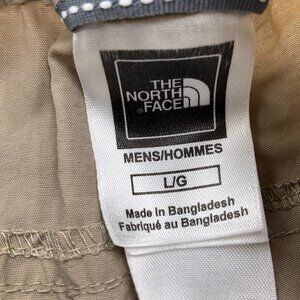 THE
NORTH
FACE
MENS/HOMMES
L/G
Made in Bangladesh
Fabriqué au Bangladesh